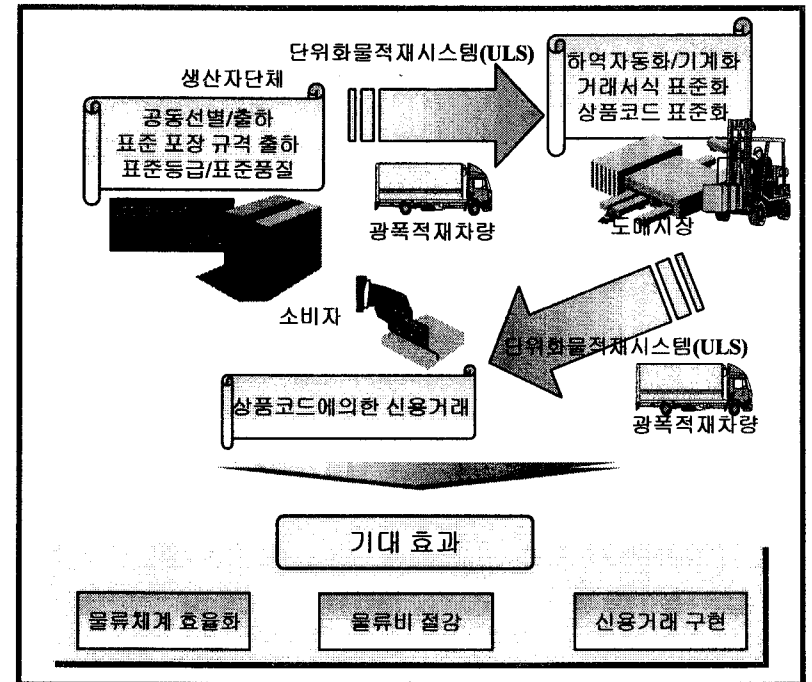 단위화물적재시스템(ULS)
생산자단체
공동선별/출하
표준 포장 규격 출하
표준등급/표준품질
하역자동화/기계화
거래서식 표준화
상품코드 표준화
광폭적재차량
도매시장
소비자
단위화물적재시스템(ULS)
상품코드에의한 신용거래
광폭적재차량
기대 효과
물류체계 효율화
물류비 절감
신용거래 구현